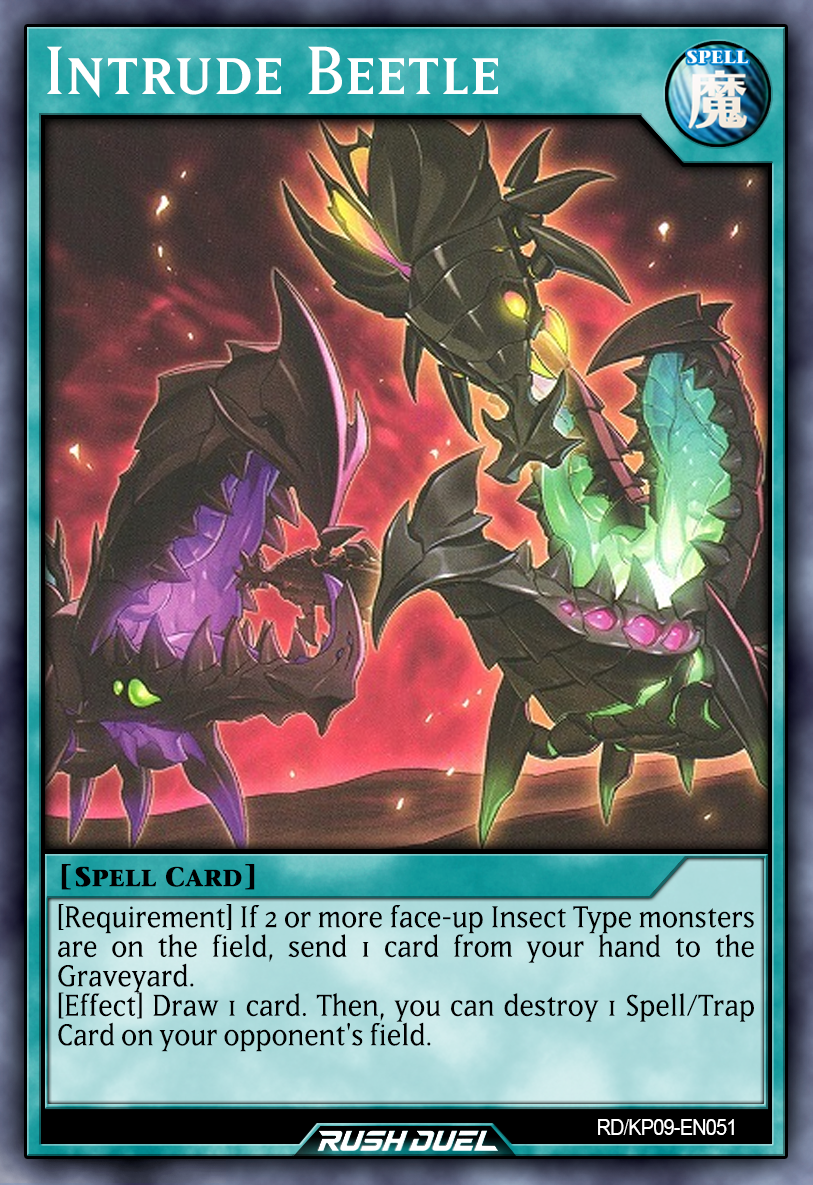 Intrude Beetle
SPELL
魔
[Spell Card]
[Requirement] If 2 or more face-up Insect Type monsters
are on the field, send 1 card from your hand to the
Graveyard.
[Effect] Draw 1 card. Then, you can destroy 1 Spell/Trap
Card on your opponent's field.
RD/KP09-EN051
RUSH DUEL